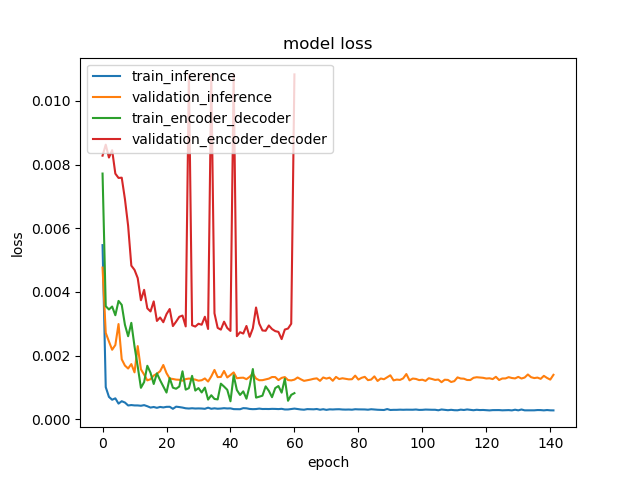 model loss
train_inference
validation_inference
train_encoder_decoder
validation_encoder_decoder
loss
0.010
0.008
0.006
0.004
0.002
0.000
0 20 40 60 80 100 120 140
epoch